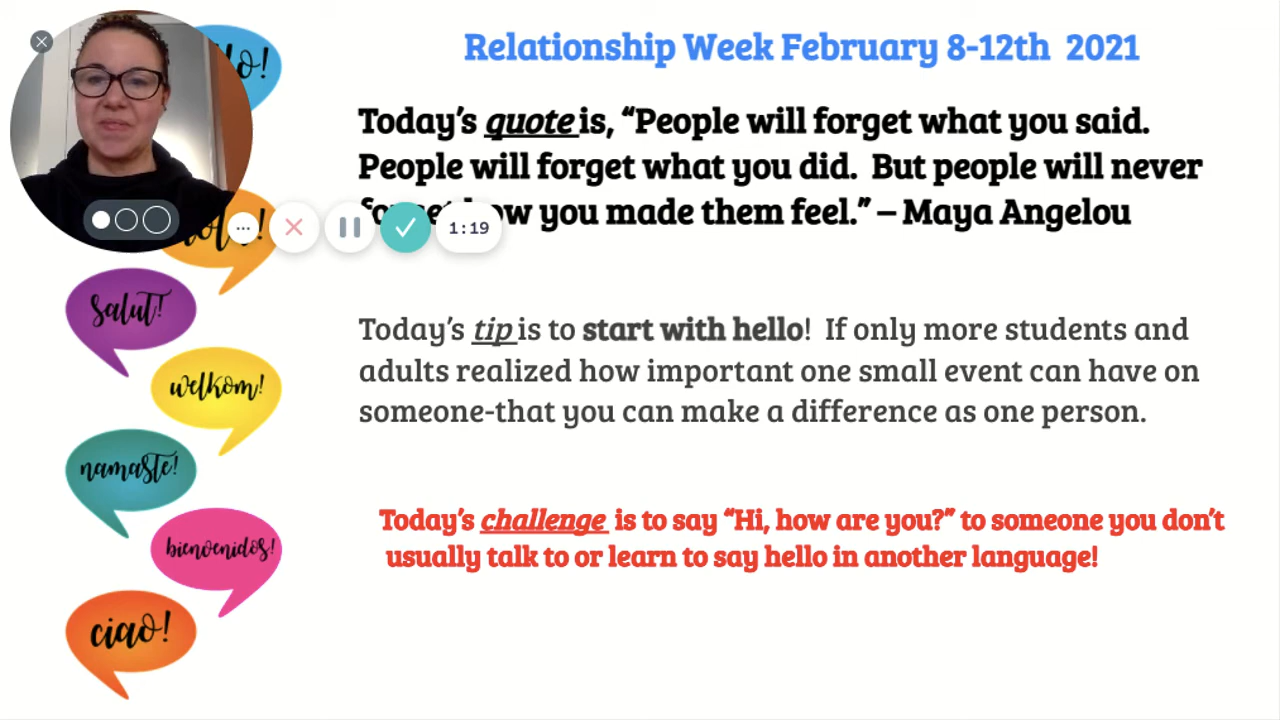 Relationship Week February 8-12th 2021
Today's quote is, “People will forget what you said.
People will forget what you did. But people will never
how you made them feel.” – Maya Angelou
1:19
salut!
Today's tip is to start with hello! If only more students and
adults realized how important one small event can have on
someone-that you can make a difference as one person.
welkom!
namaste!
Today's challenge is to say “Hi, how are you?” to someone you don't
usually talk to or learn to say hello in another language!
bienvenidos!
ciao!